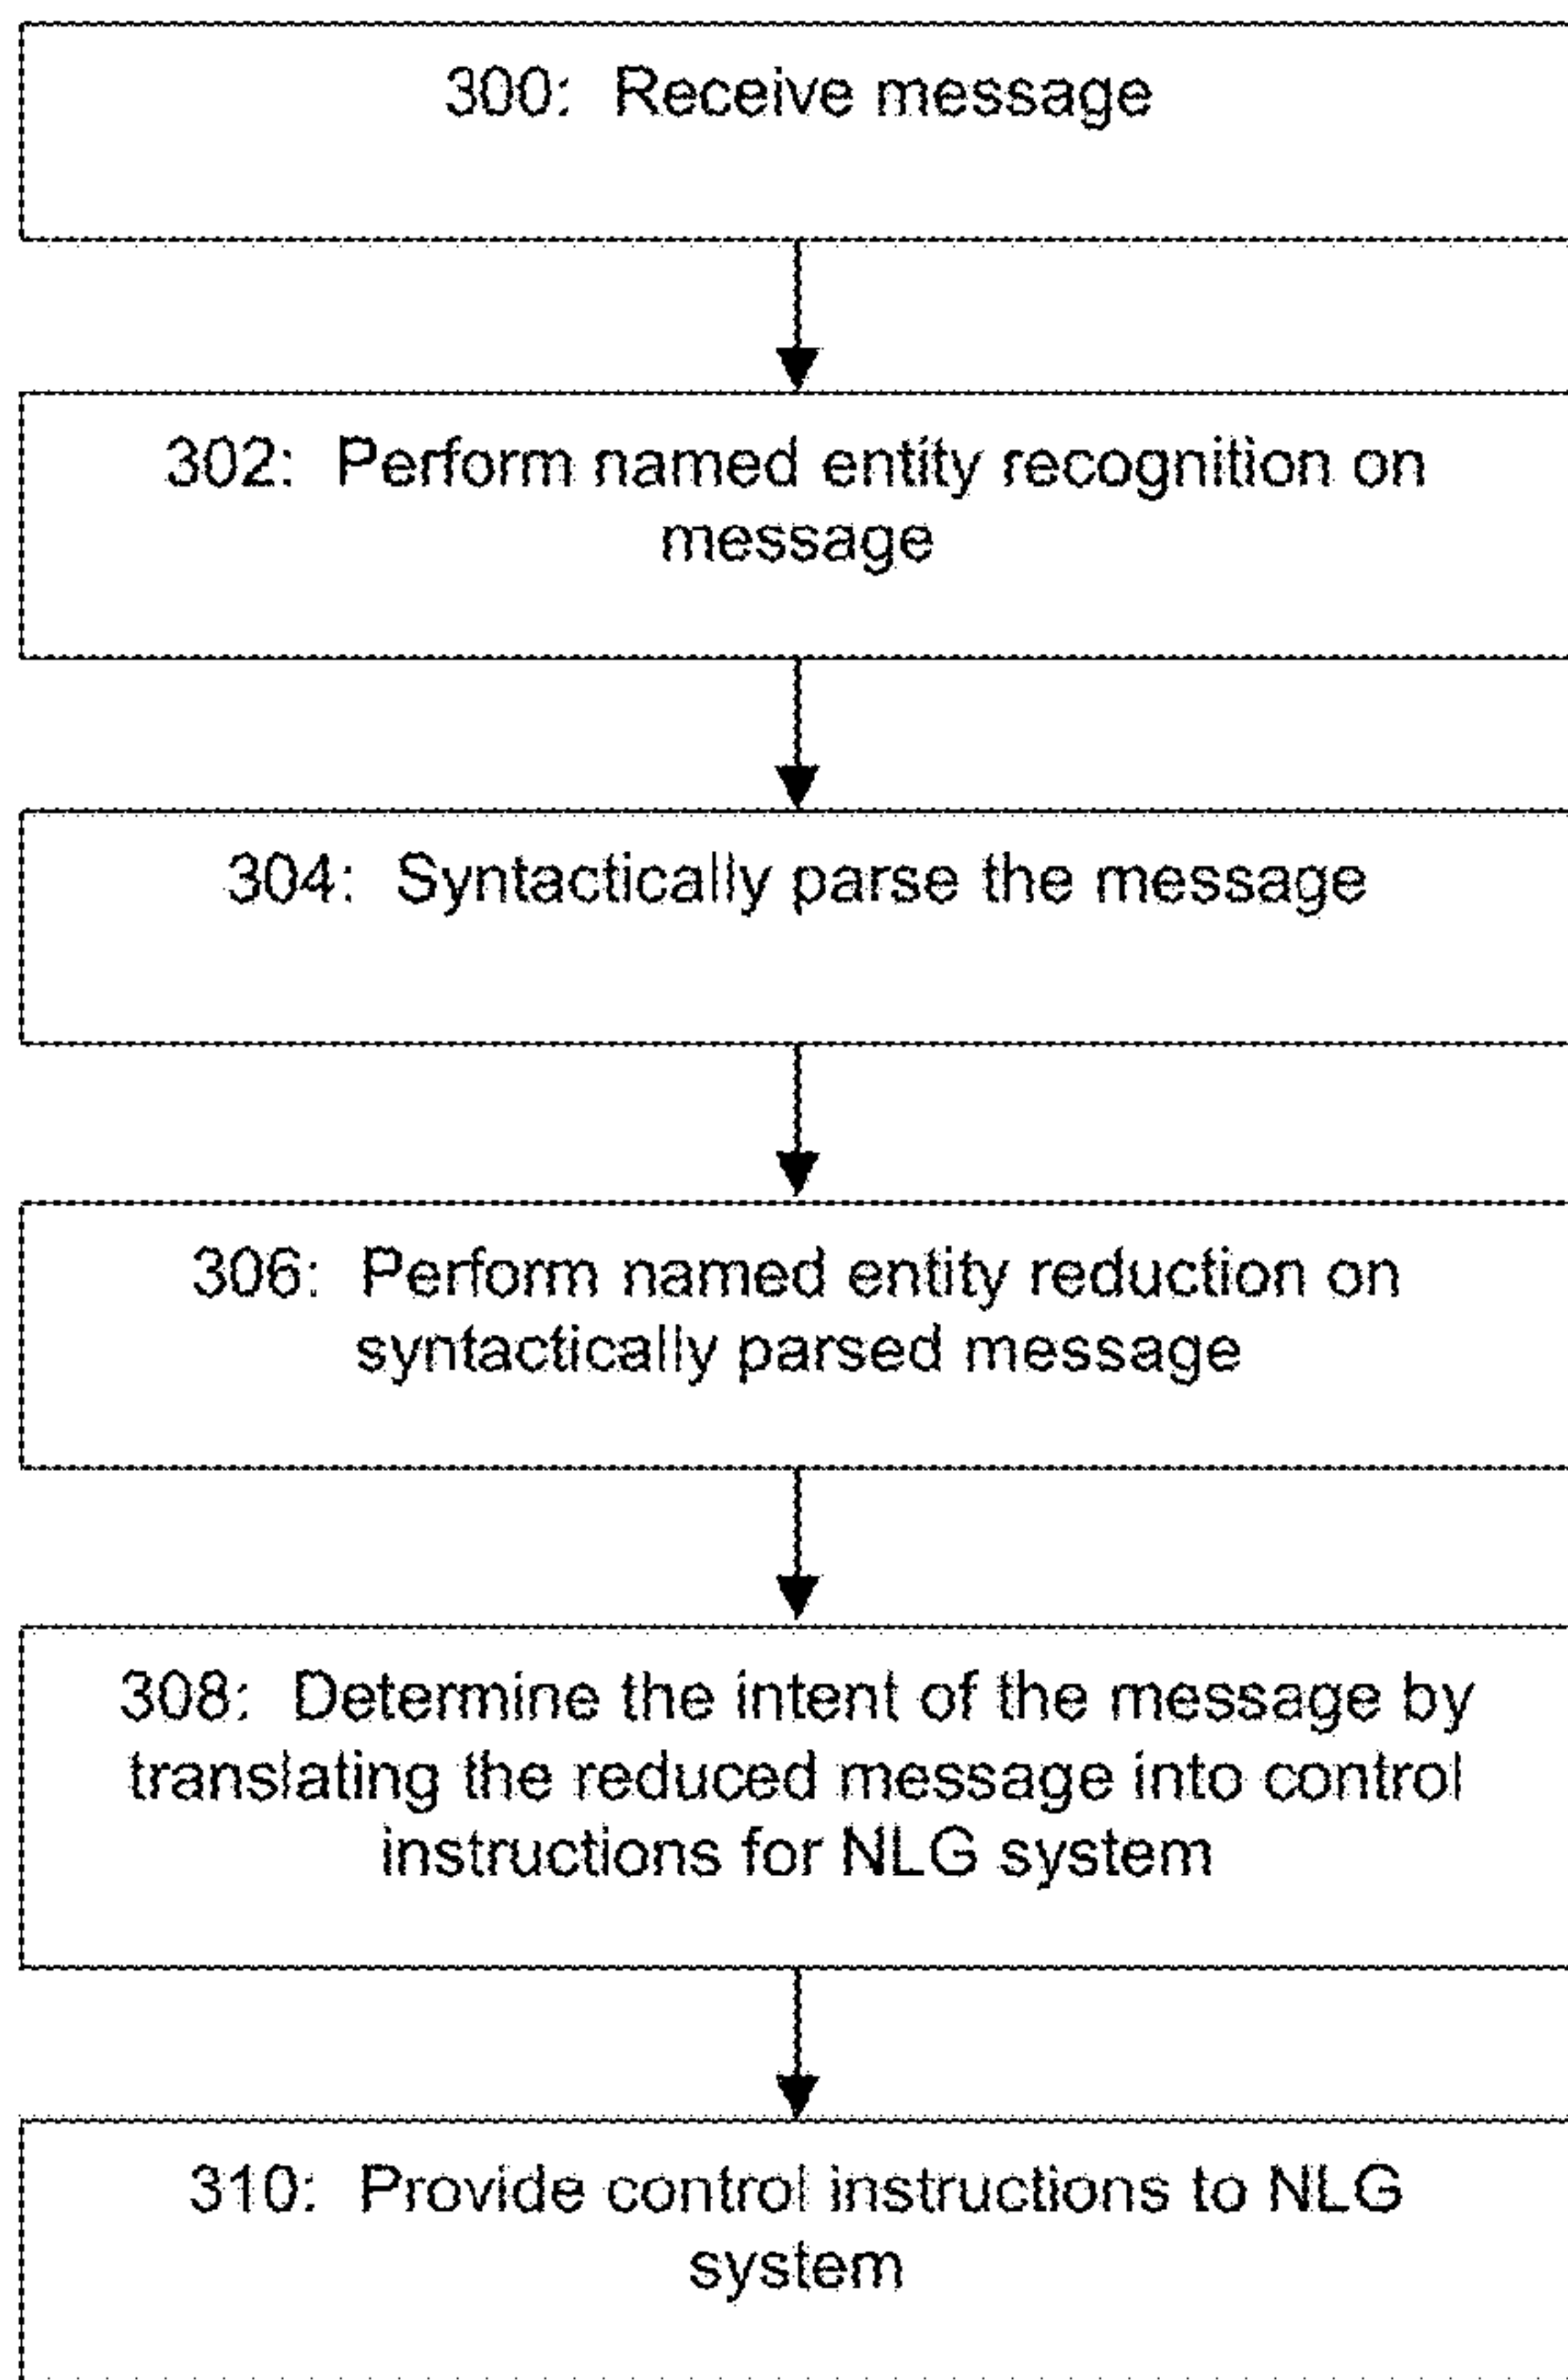 300: Receive message
302: Perform named entity recognition on
message
304: Syntactically parse the message
306: Perform named entity reduction on
syntactically parsed message
308: Determine the intent of the message by
translating the reduced message into control
instructions for NLG system
310: Provide control instructions to NLG
system